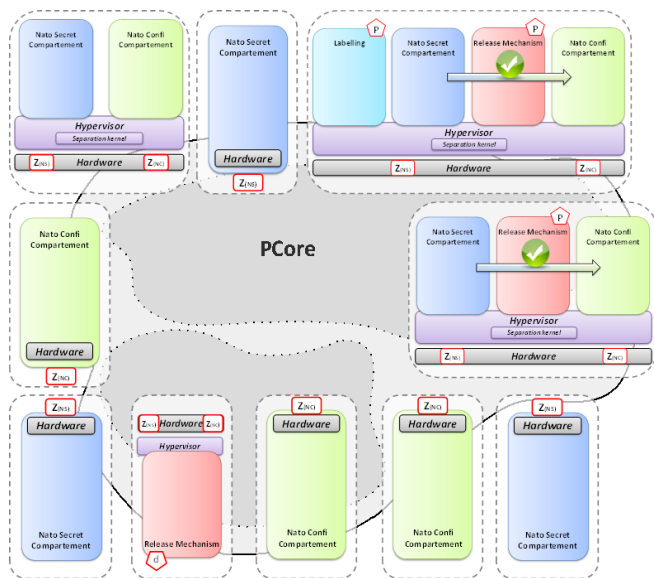 Nato Secret
Compartement
Nato Confi
Compartement
Hypervisor
Separation kernel
Z(NS)
Hardware
Z(NC)
Nato Secret
Compartement
Hardware
Z(NS)
Labelling
P
Nato Secret
Compartement
Release Mechanism
P
Nato Confi
Compartement
Hypervisor
Separation kernel
Z(NS)
Hardware
Z(NC)
PCore
Nato Confi
Compartement
Hardware
Z(NC)
Nato Secret
Compartement
Release Mechanism
P
Nato Confi
Compartement
Hypervisor
Separation kernel
Z(NS)
Hardware
Z(NC)
Z(NS)
Hardware
Nato Secret
Compartement
Z(NS)
Hardware
Z(NC)
Hypervisor
Release Mechanism
d
Z(NC)
Hardware
Nato Confi
Compartement
Z(NC)
Hardware
Nato Confi
Compartement
Z(NS)
Hardware
Nato Secret
Compartement